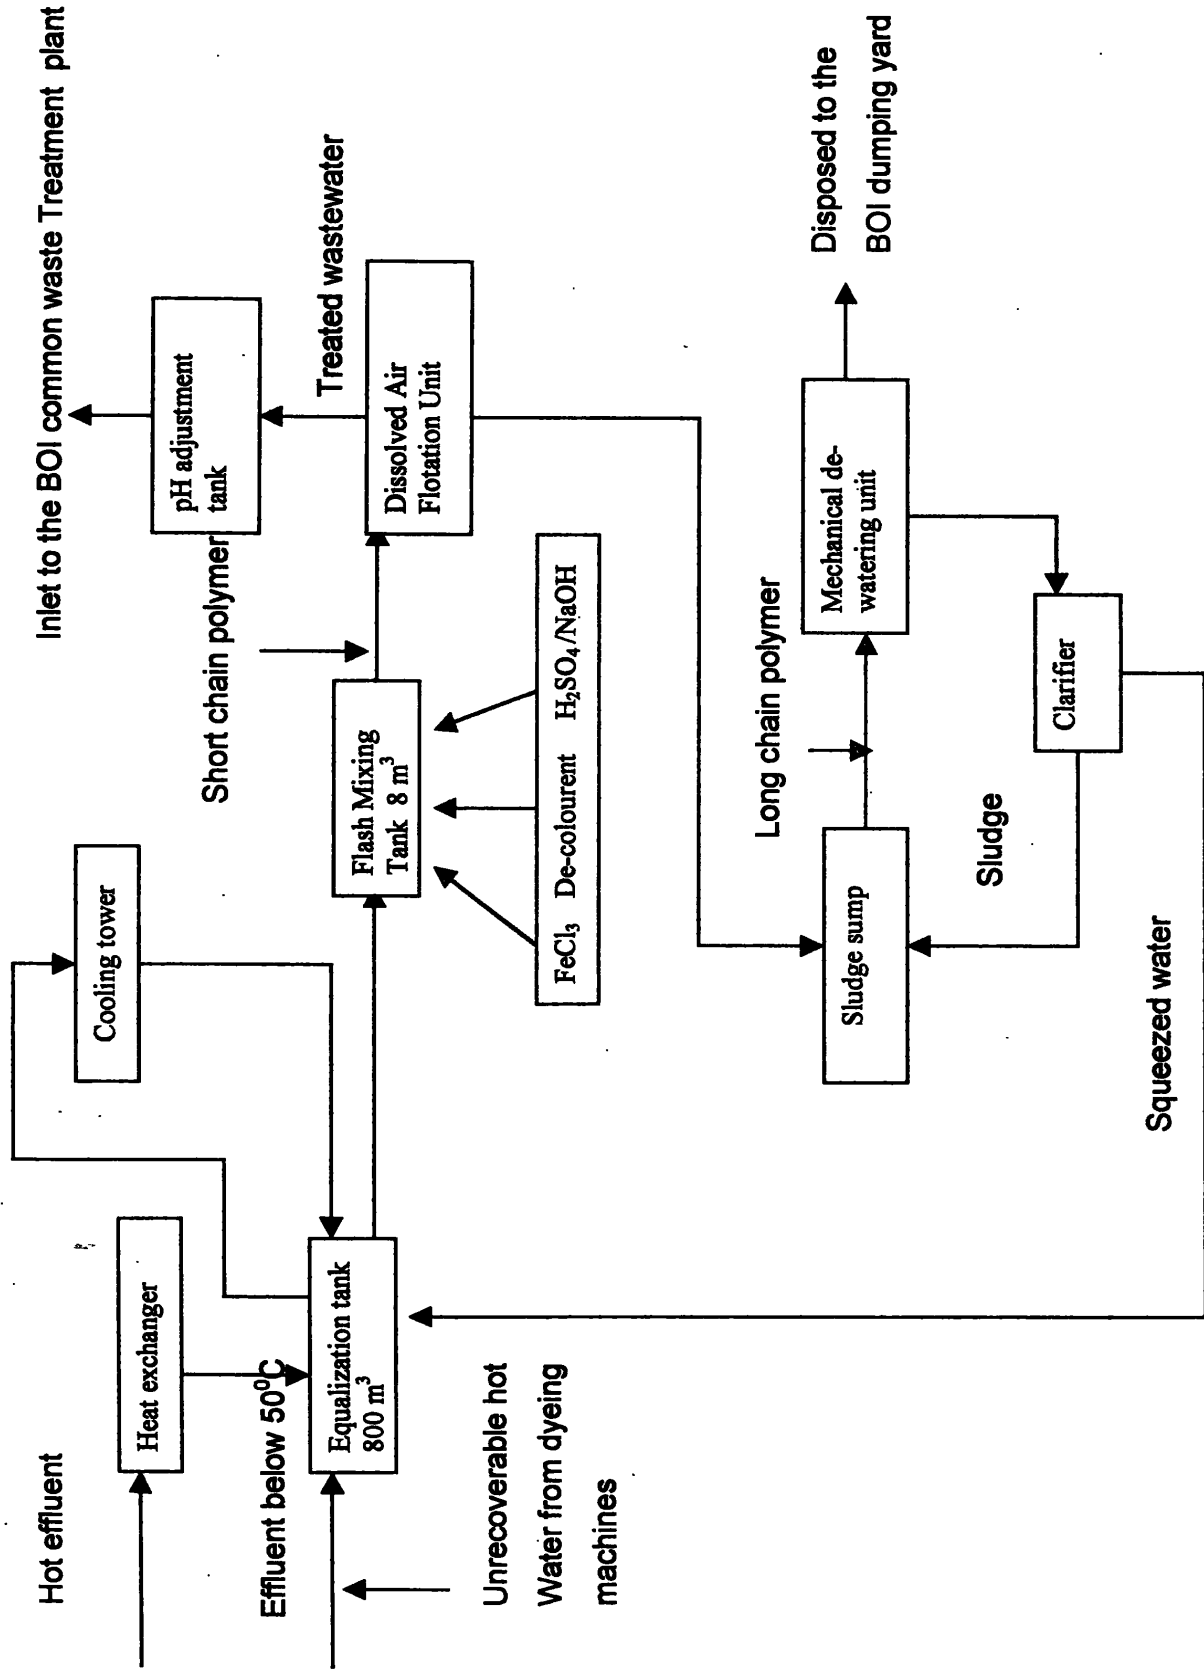 Inlet to the BOI common waste Treatment plant
Hot effluent
Heat exchanger
Cooling tower
pH adjustment
tank
Short chain polymer
Treated wastewater
Effluent below 50⁰C
Equalization tank
800 m³
Flash Mixing
Tank 8 m³
Dissolved Air
Flotation Unit
Unrecoverable hot
Water from dyeing
machines
FeCl₃ De-colourent H₂SO₄/NaOH
Long chain polymer
Disposed to the
BOI dumping yard
Sludge sump
Mechanical de-
watering unit
Sludge
Clarifier
Squeezed water